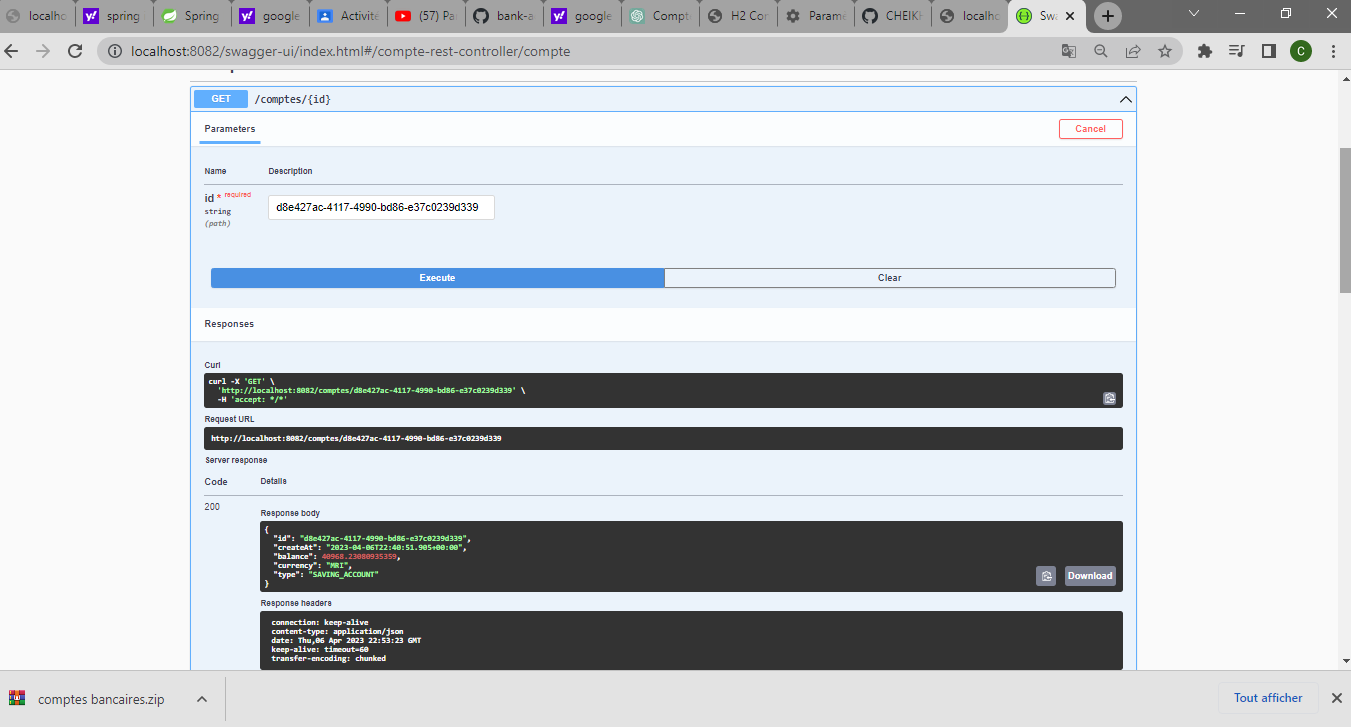 localhc
spring
Spring
google
Activite
(57) Pa
bank-a
google
Compt
H2 Cor
Parame
CHEIKH
localhc
Swa
localhost:8082/swagger-ui/index.html#/compte-rest-controller/compte
C
GET /comptes/{id}
Parameters
Cancel
Name Description
id * required
string
(path)
d8e427ac-4117-4990-bd86-e37c0239d339
Execute Clear
Responses
Curl
curl -X 'GET' \
'http://localhost:8082/comptes/d8e427ac-4117-4990-bd86-e37c0239d339' \
-H 'accept: */*'
Request URL
http://localhost:8082/comptes/d8e427ac-4117-4990-bd86-e37c0239d339
Server response
Code Details
200
Response body
{
"id": "d8e427ac-4117-4990-bd86-e37c0239d339",
"createAt": "2023-04-06T22:40:51.905+00:00",
"balance": 40968.23080935359,
"currency": "MRI",
"type": "SAVING_ACCOUNT"
}
Download
Response headers
connection: keep-alive
content-type: application/json
date: Thu,06 Apr 2023 22:53:23 GMT
keep-alive: timeout=60
transfer-encoding: chunked
comptes bancaires.zip
Tout afficher